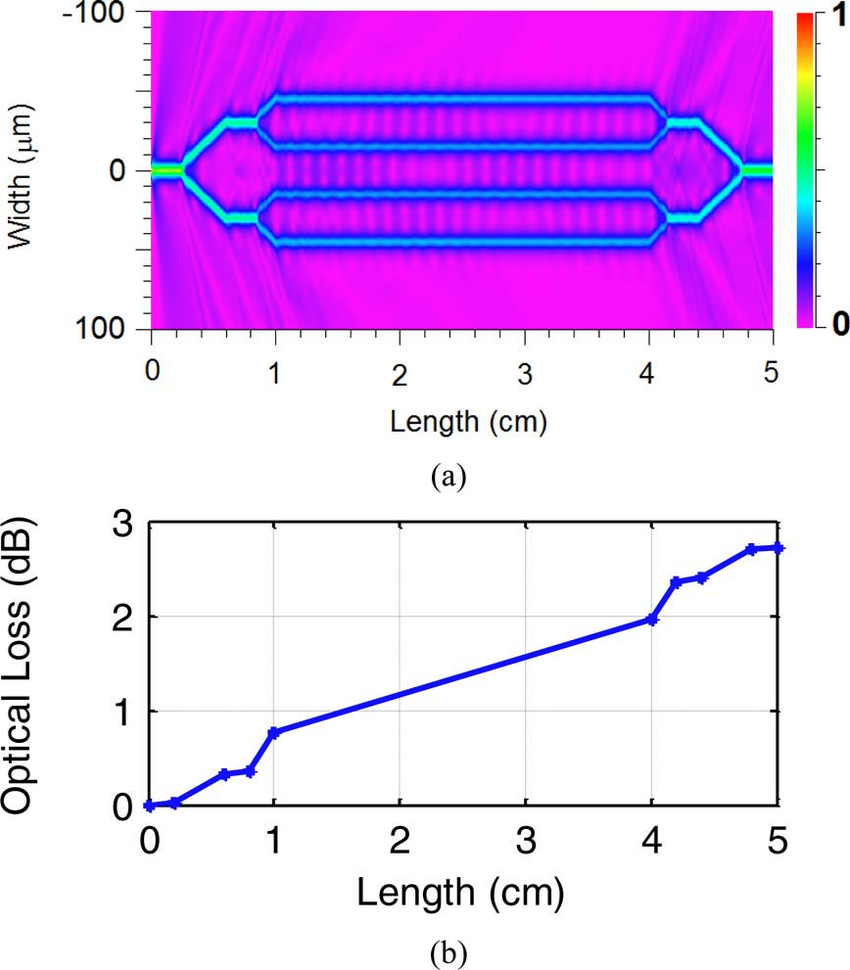 -100
0
100
Width (μm)
1
0
0 1 2 3 4 5
Length (cm)
(a)
3
2
1
0
Optical Loss (dB)
0 1 2 3 4 5
Length (cm)
(b)